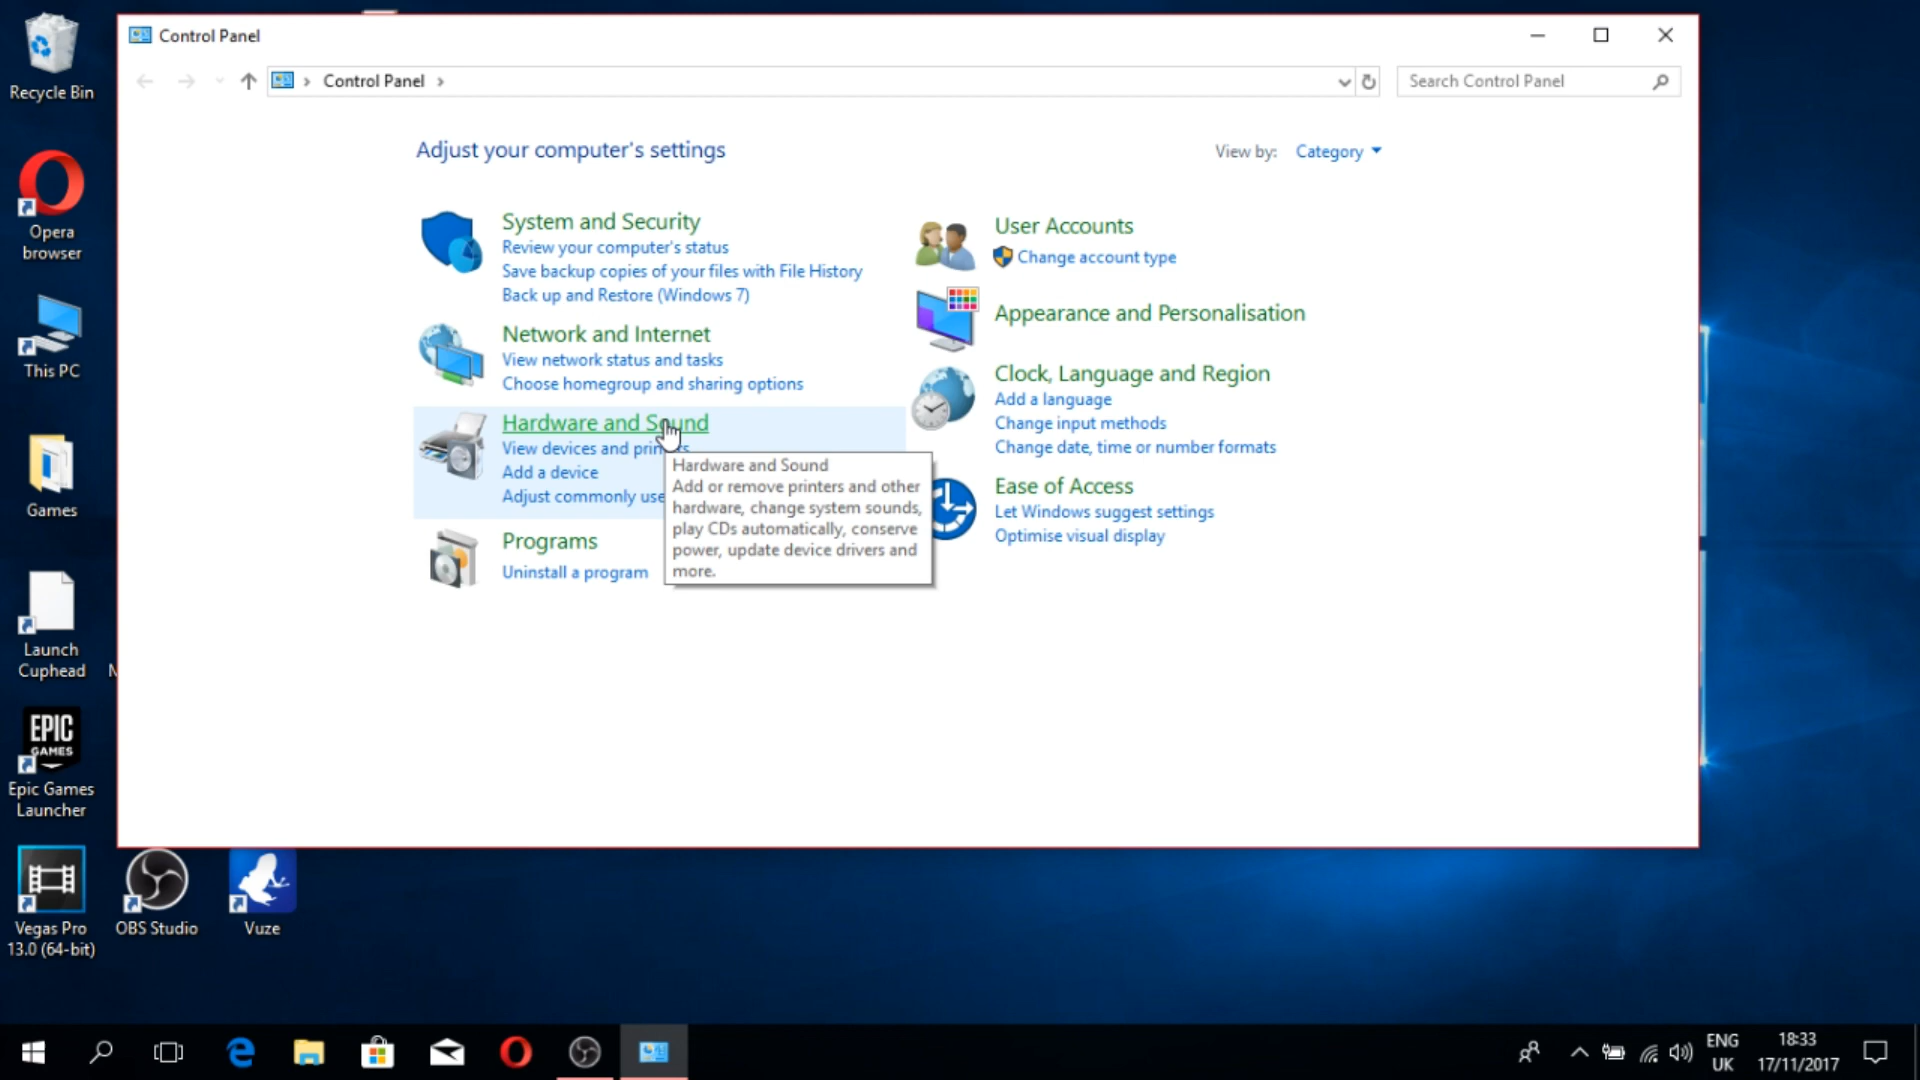 Recycle Bin
Opera
browser
This PC
Games
Launch
Cuphead
EPIC
GAMES
Epic Games
Launcher
Vegas Pro
13.0 (64-bit)
OBS Studio
Vuze
Control Panel
Control Panel
Search Control Panel
Adjust your computer's settings
View by: Category
System and Security
Review your computer's status
Save backup copies of your files with File History
Back up and Restore (Windows 7)
Network and Internet
View network status and tasks
Choose homegroup and sharing options
Hardware and Sound
View devices and printers
Add a device
Adjust commonly use
Programs
Uninstall a program
Hardware and Sound
Add or remove printers and other
hardware, change system sounds,
play CDs automatically, conserve
power, update device drivers and
more.
User Accounts
Change account type
Appearance and Personalisation
Clock, Language and Region
Add a language
Change input methods
Change date, time or number formats
Ease of Access
Let Windows suggest settings
Optimise visual display
ENG
UK
18:33
17/11/2017